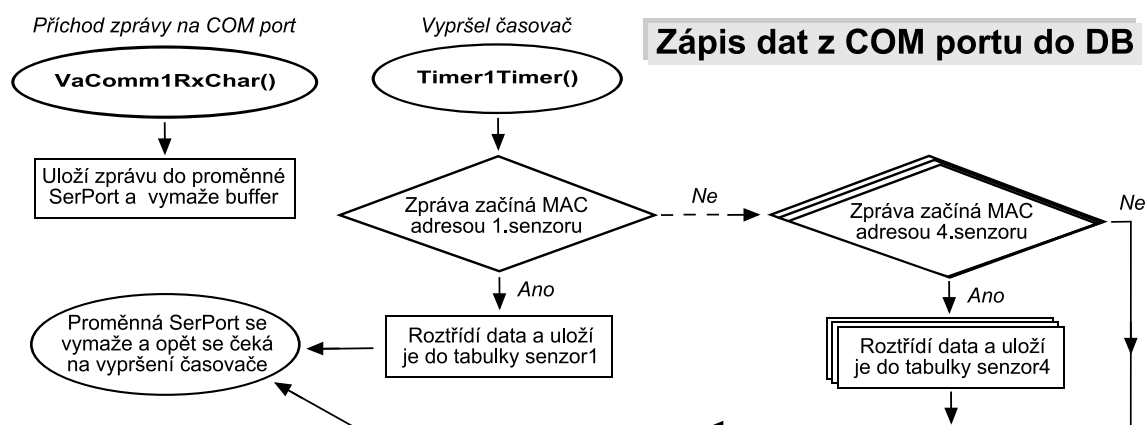 Příchod zprávy na COM port
Vypršel časovač
Zápis dat z COM portu do DB
VaComm1RxChar()
Timer1Timer()
Uloží zprávu do proměnné
SerPort a vymaže buffer
Zpráva začíná MAC
adresou 1.senzoru
Ne
Zpráva začíná MAC
adresou 4.senzoru
Ne
Ano
Ano
Proměnná SerPort se
vymaže a opět se čeká
na vypršení časovače
Roztřídí data a uloží
je do tabulky senzor1
Roztřídí data a uloží
je do tabulky senzor4